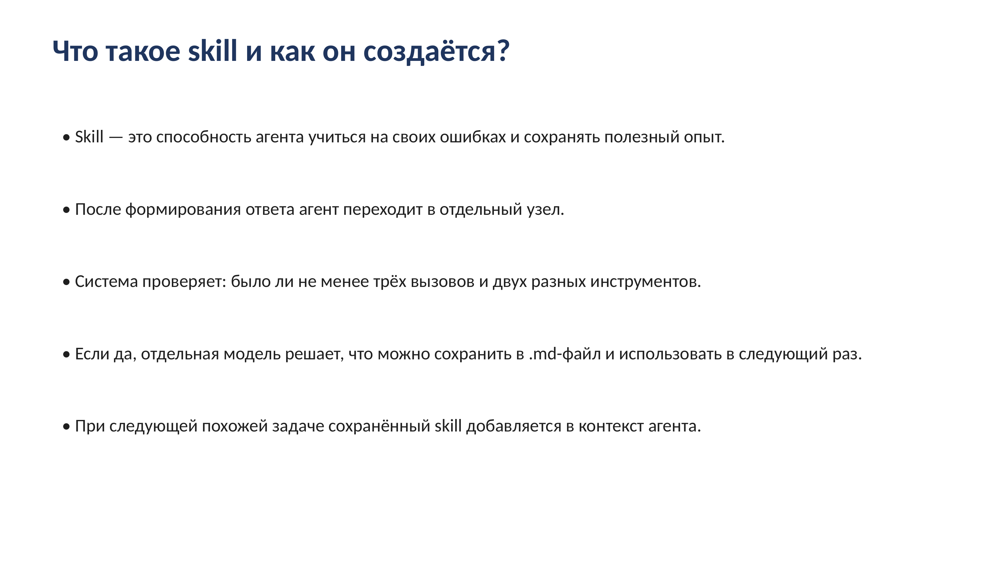 Что такое skill и как он создаётся?
• Skill — это способность агента учиться на своих ошибках и сохранять полезный опыт.
• После формирования ответа агент переходит в отдельный узел.
• Система проверяет: было ли не менее трёх вызовов и двух разных инструментов.
• Если да, отдельная модель решает, что можно сохранить в .md-файл и использовать в следующий раз.
• При следующей похожей задаче сохранённый skill добавляется в контекст агента.